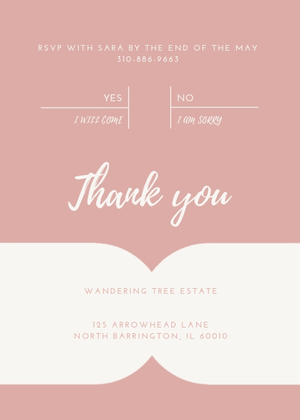 RSVP WITH SARA BY THE END OF THE MAY
310-886-9663
YES
NO
I WILL COME
I AM SORRY
Thank you
WANDERING TREE ESTATE
125 ARROWHEAD LANE
NORTH BARRINGTON, IL 60010